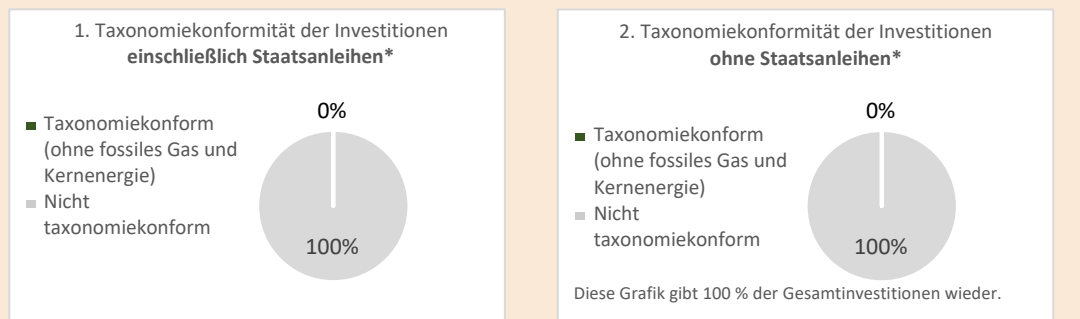 1. Taxonomiekonformität der Investitionen
einschließlich Staatsanleihen*
0%
Taxonomiekonform
(ohne fossiles Gas und
Kernenergie)
Nicht
taxonomiekonform
100%
2. Taxonomiekonformität der Investitionen
ohne Staatsanleihen*
0%
Taxonomiekonform
(ohne fossiles Gas und
Kernenergie)
Nicht
taxonomiekonform
100%
Diese Grafik gibt 100 % der Gesamtinvestitionen wieder.